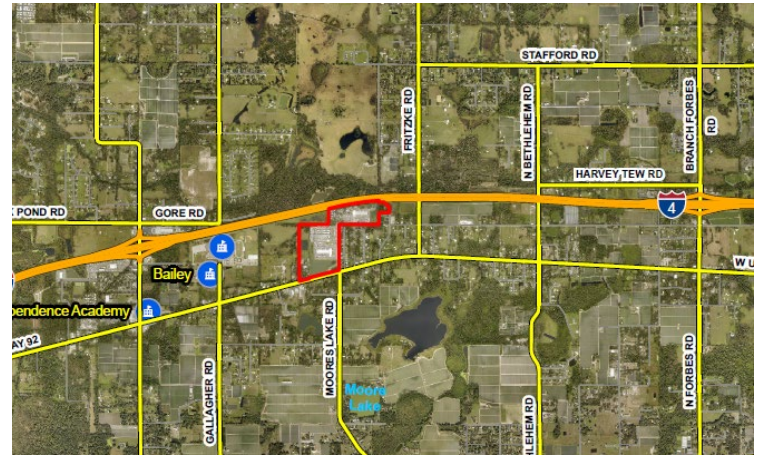 STAFFORD RD
FRITZKE RD
N BETHLEHEM RD
BRANCH FORBES
RD
HARVEY TEW RD
POND RD
GORE RD
4
Bailey
W U
pendence Academy
AY 92
GALLAGHER RD
MOORES LAKE RD
Moore
Lake
LEHEM RD
N FORBES RD